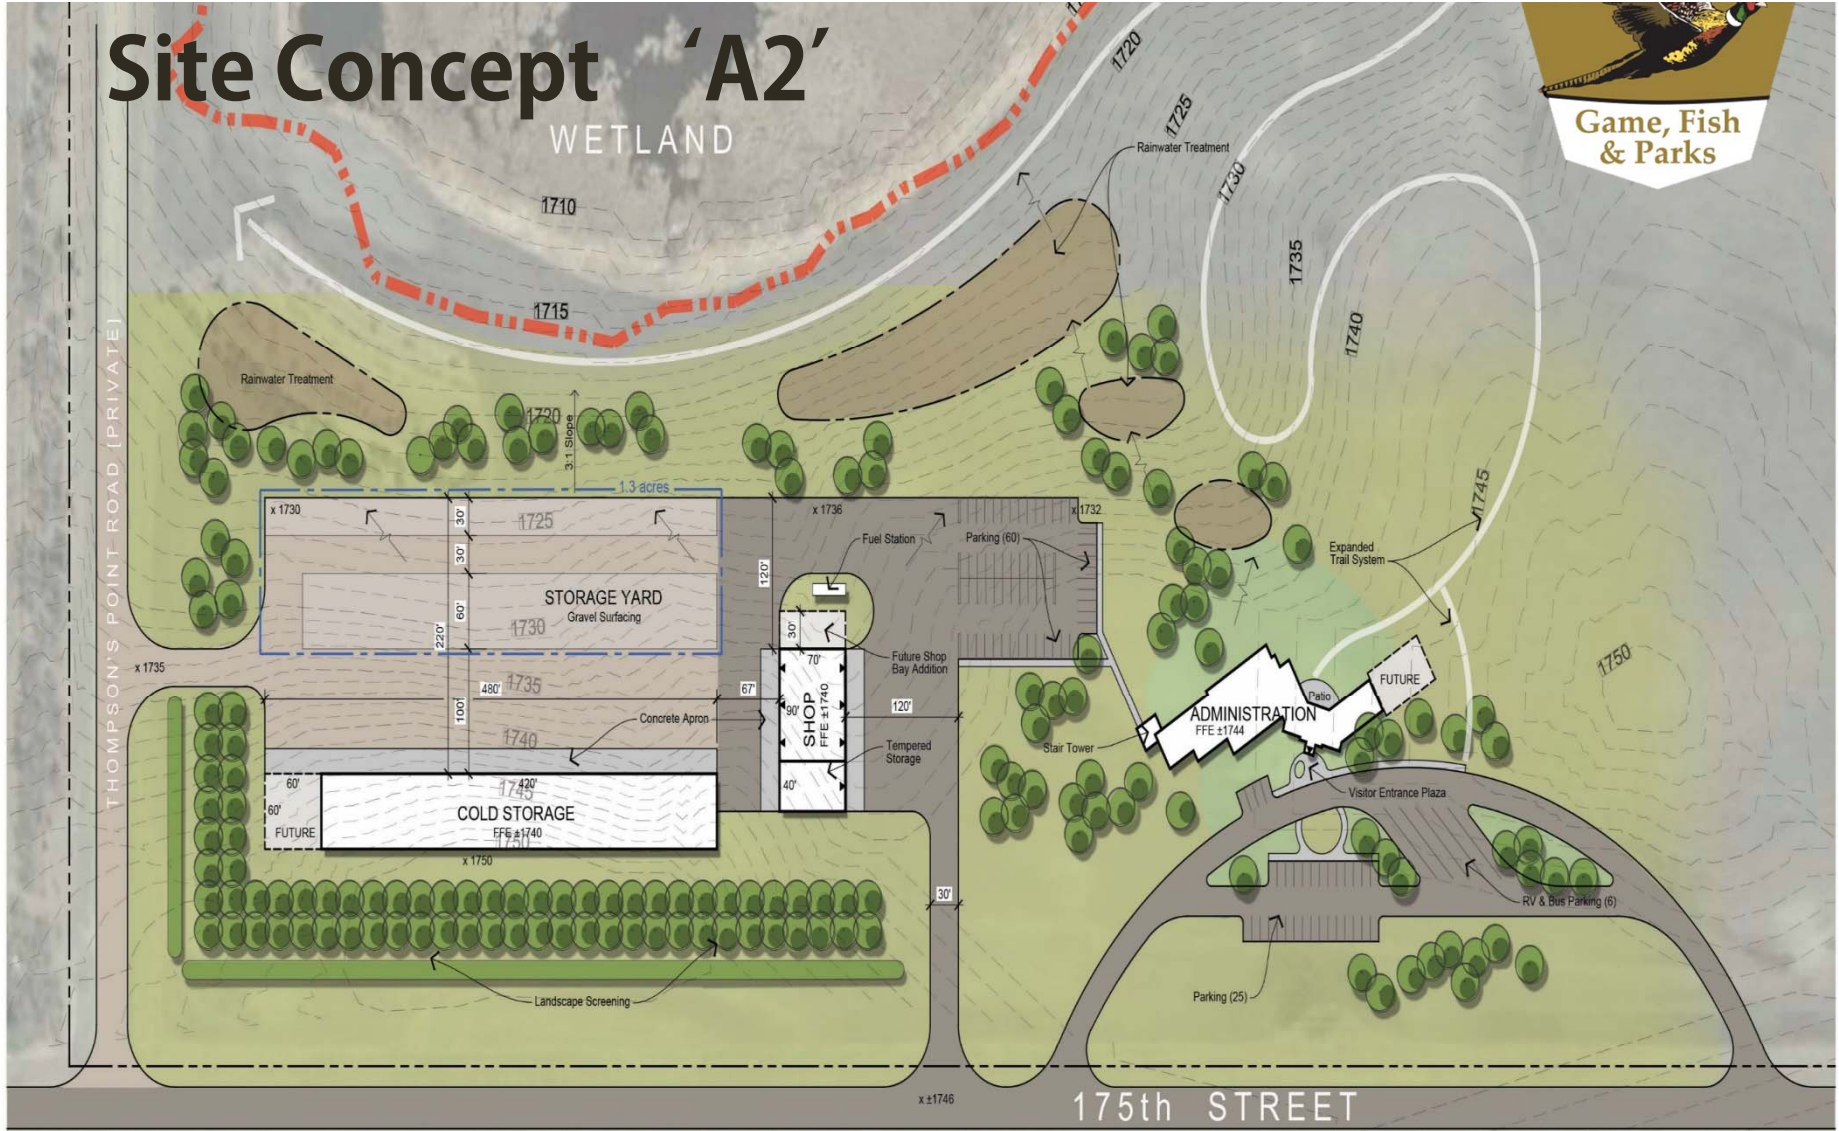 Site Concept ‘A2’
WETLAND
Game, Fish
& Parks
17
1720
1725
Rainwater Treatment
1730
1710
1735
1715
1740
Rainwater Treatment
1720
3:1 Slope
1745
THOMPSON'S POINT ROAD [PRIVATE]
1.3 acres
x 1730
30'
1725
x 1736
x 1732
Fuel Station
Parking (60)
Expanded
Trail System
30'
120'
STORAGE YARD
Gravel Surfacing
60'
220'
1730
30'
Future Shop
Bay Addition
70'
1750
x 1735
480'
1735
67'
90'
SHOP
FFE ±1740
120'
100'
Concrete Apron
1740
Tempered
Storage
40'
Patio
FUTURE
ADMINISTRATION
FFE ±1744
Stair Tower
Visitor Entrance Plaza
60'
60'
FUTURE
420'
1745
COLD STORAGE
FFE ±1740
1750
x 1750
30'
RV & Bus Parking (6)
Landscape Screening
Parking (25)
x ±1746
175th STREET